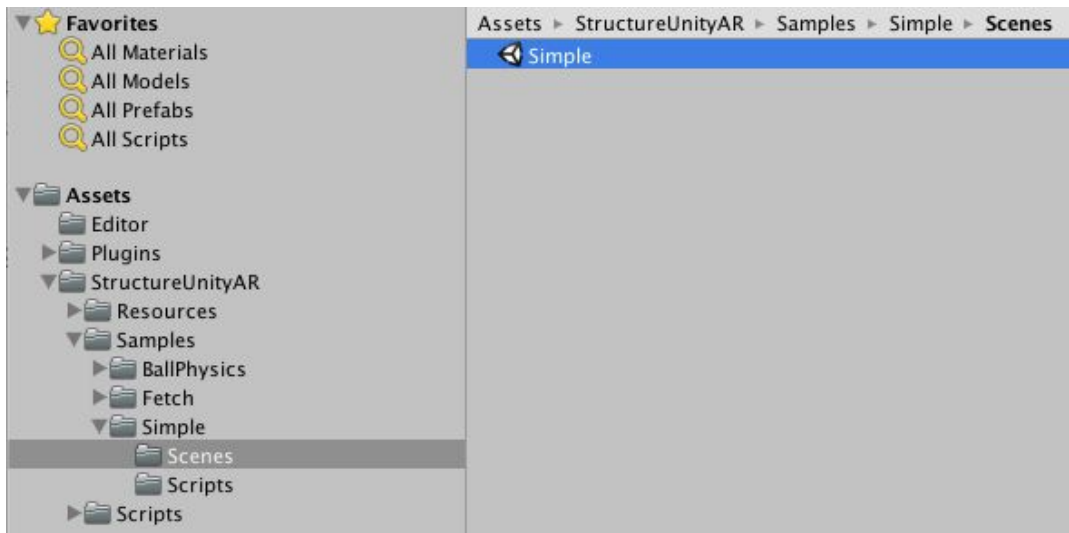 Favorites
All Materials
All Models
All Prefabs
All Scripts
Assets
Editor
Plugins
StructureUnityAR
Resources
Samples
BallPhysics
Fetch
Simple
Scenes
Scripts
Scripts
Assets ▸ StructureUnityAR ▸ Samples ▸ Simple ▸ Scenes
Simple